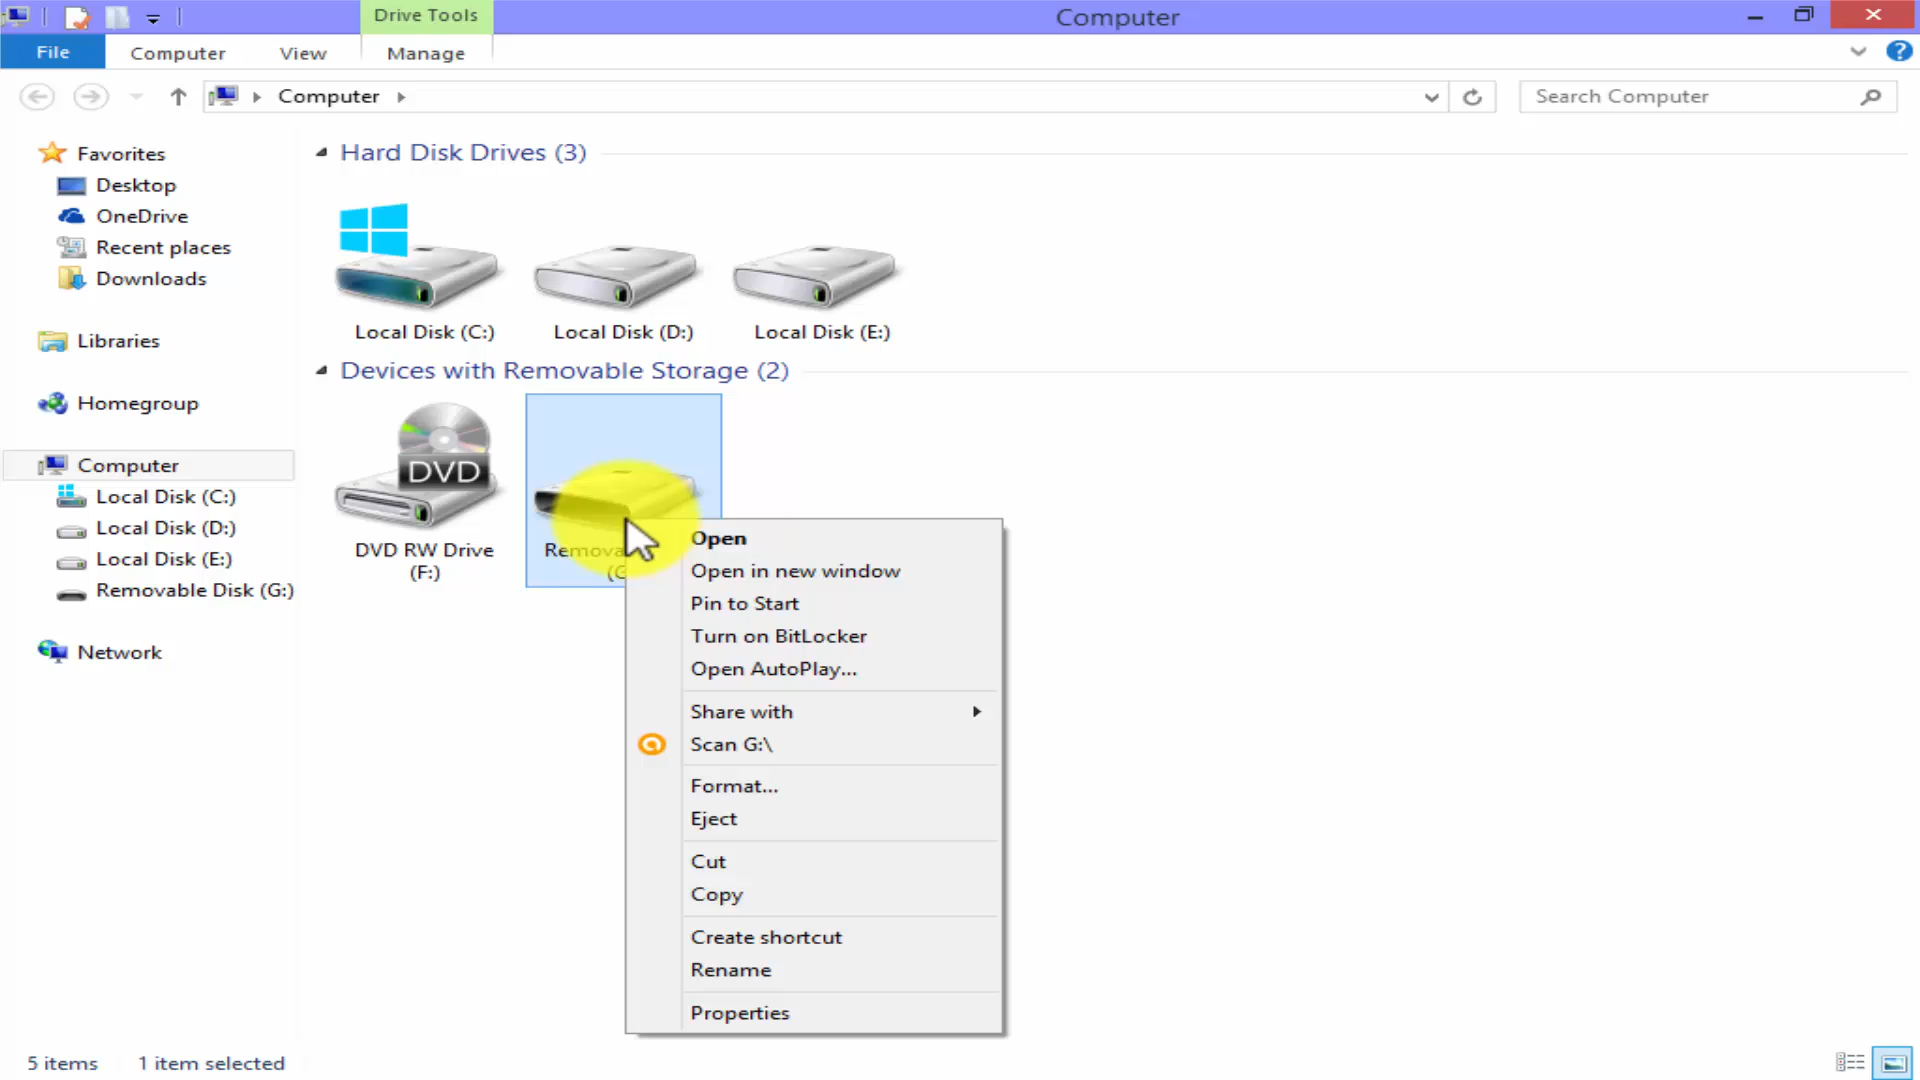 Drive Tools
Computer
File
Computer
View
Manage
Computer
Search Computer
Favorites
Desktop
OneDrive
Recent places
Downloads
Libraries
Homegroup
Computer
Local Disk (C:)
Local Disk (D:)
Local Disk (E:)
Removable Disk (G:)
Network
Hard Disk Drives (3)
Local Disk (C:)
Local Disk (D:)
Local Disk (E:)
Devices with Removable Storage (2)
DVD
DVD RW Drive
(F:)
Open
Open in new window
Pin to Start
Turn on BitLocker
Open AutoPlay...
Share with
Scan G:\
Format...
Eject
Cut
Copy
Create shortcut
Rename
Properties
5 items
1 item selected